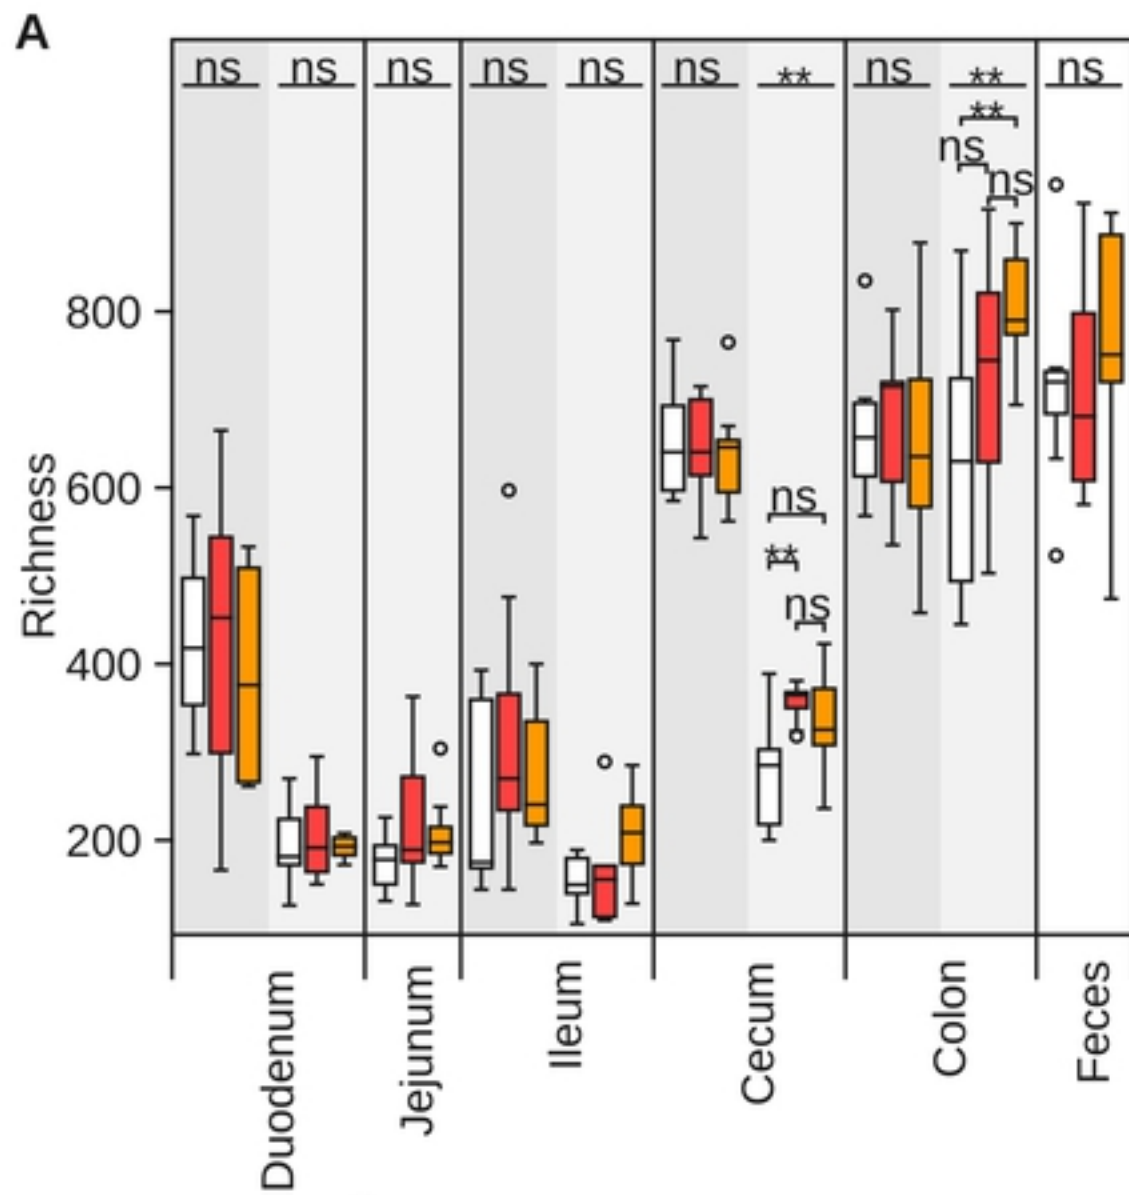 A
ns ns ns ns ns ns ** ns ** ns
**
ns
ns
800
600
ns
**
ns
400
200
Richness
Duodenum
Jejunum
Ileum
Cecum
Colon
Feces